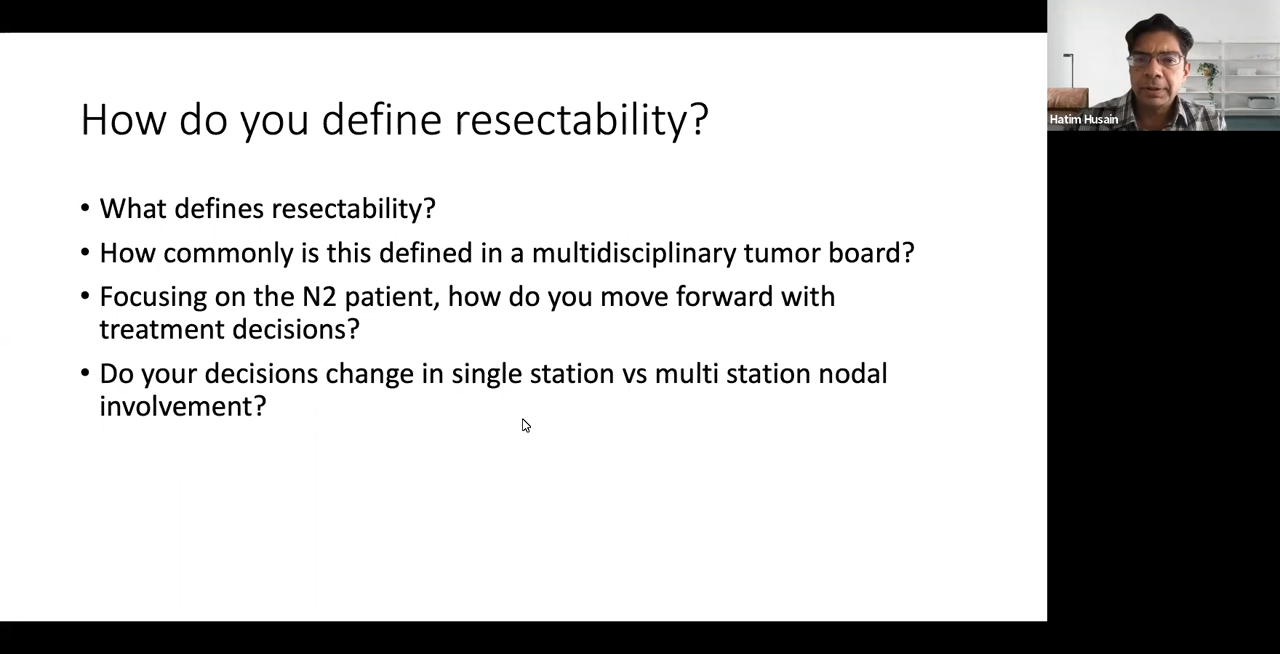 How do you define resectability?
• What defines resectability?
• How commonly is this defined in a multidisciplinary tumor board?
• Focusing on the N2 patient, how do you move forward with
treatment decisions?
• Do your decisions change in single station vs multi station nodal
involvement?
Hatim Husain